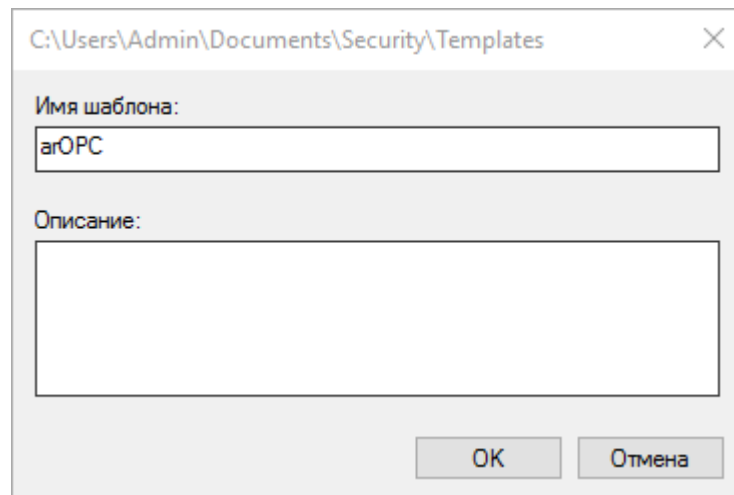 C:\Users\Admin\Documents\Security\Templates
Имя шаблона:
arOPC
Описание:
OK
Отмена